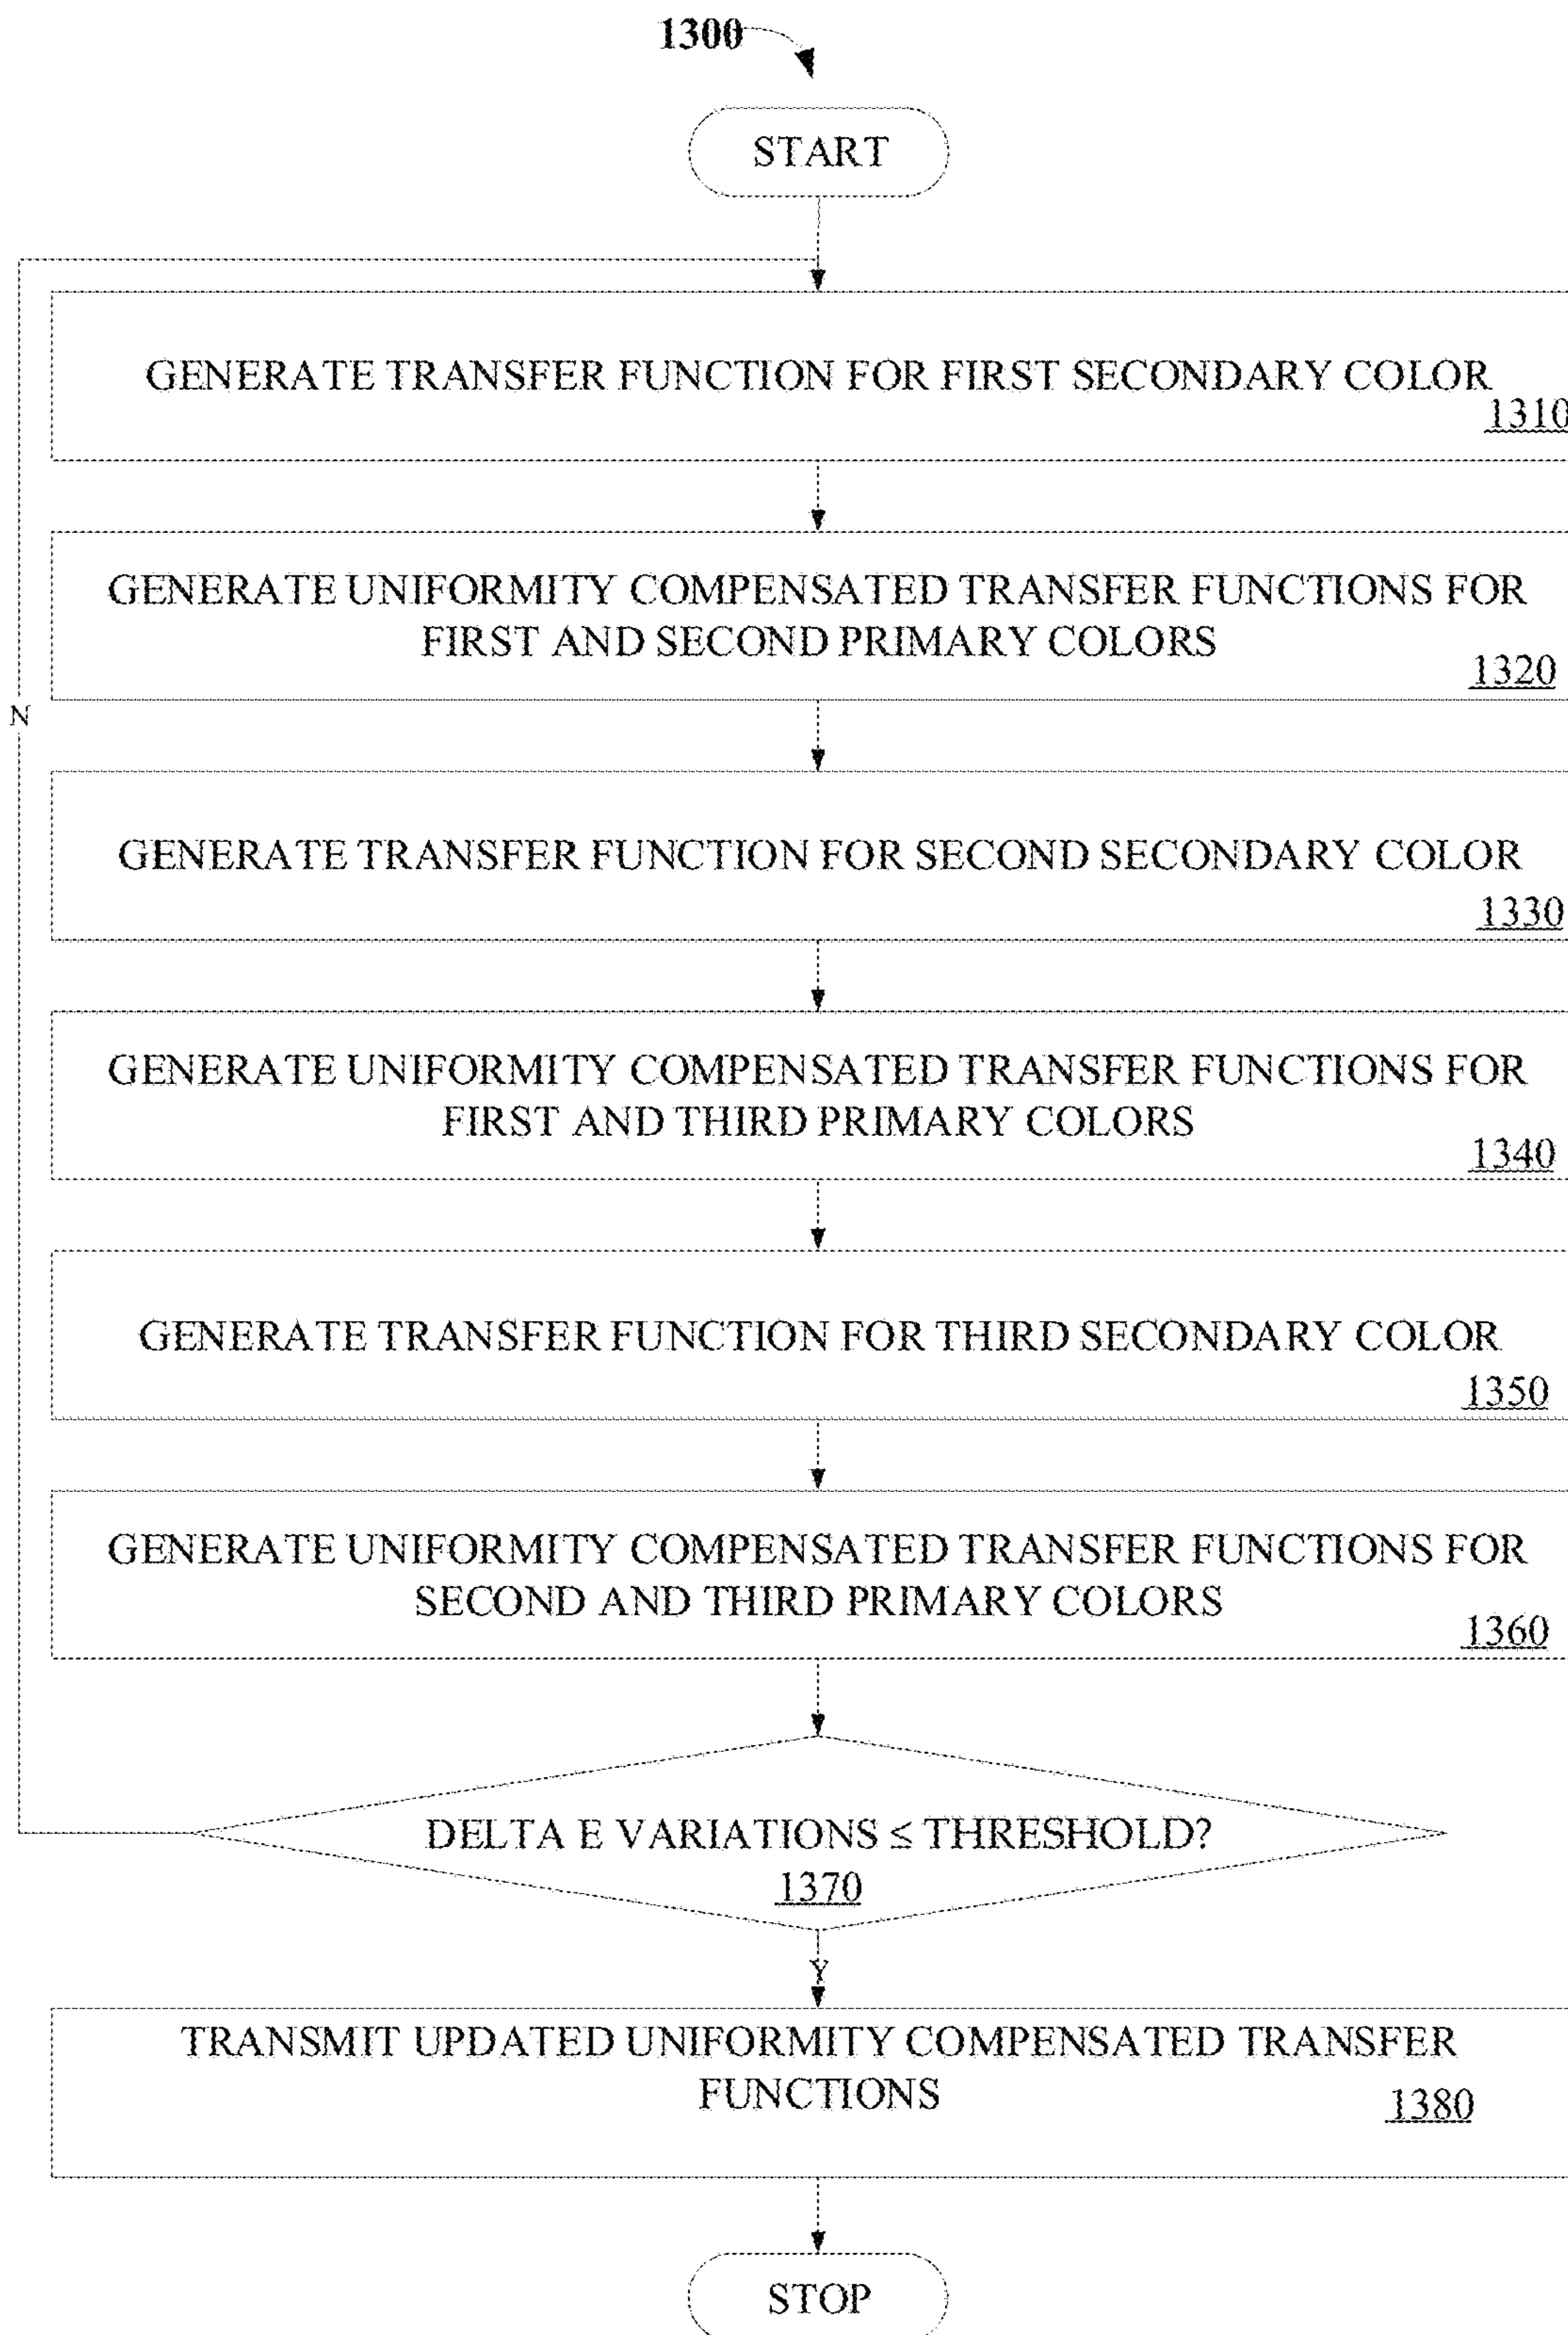 1300
START
GENERATE TRANSFER FUNCTION FOR FIRST SECONDARY COLOR
1310
GENERATE UNIFORMITY COMPENSATED TRANSFER FUNCTIONS FOR
FIRST AND SECOND PRIMARY COLORS
1320
N
GENERATE TRANSFER FUNCTION FOR SECOND SECONDARY COLOR
1330
GENERATE UNIFORMITY COMPENSATED TRANSFER FUNCTIONS FOR
FIRST AND THIRD PRIMARY COLORS
1340
GENERATE TRANSFER FUNCTION FOR THIRD SECONDARY COLOR
1350
GENERATE UNIFORMITY COMPENSATED TRANSFER FUNCTIONS FOR
SECOND AND THIRD PRIMARY COLORS
1360
DELTA E VARIATIONS ≤ THRESHOLD?
1370
Y
TRANSMIT UPDATED UNIFORMITY COMPENSATED TRANSFER
FUNCTIONS
1380
STOP